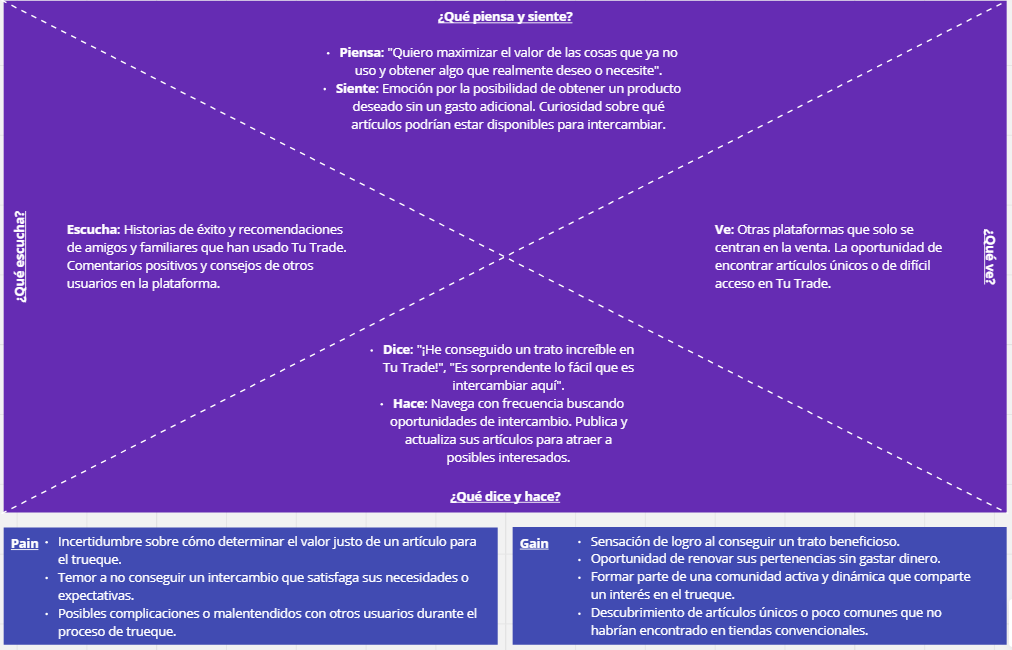 ¿Qué piensa y siente?
• Piensa: "Quiero maximizar el valor de las cosas que ya no
uso y obtener algo que realmente deseo o necesite".
• Siente: Emoción por la posibilidad de obtener un producto
deseado sin un gasto adicional. Curiosidad sobre qué
artículos podrían estar disponibles para intercambiar.
¿Qué escucha?
Escucha: Historias de éxito y recomendaciones
de amigos y familiares que han usado Tu Trade.
Comentarios positivos y consejos de otros
usuarios en la plataforma.
Ve: Otras plataformas que solo se
centran en la venta. La oportunidad de
encontrar artículos únicos o de difícil
acceso en Tu Trade.
¿Qué ve?
• Dice: "¡He conseguido un trato increíble en
Tu Trade!", "Es sorprendente lo fácil que es
intercambiar aquí".
• Hace: Navega con frecuencia buscando
oportunidades de intercambio. Publica y
actualiza sus artículos para atraer a
posibles interesados.
¿Qué dice y hace?
Pain
• Incertidumbre sobre cómo determinar el valor justo de un artículo para
el trueque.
• Temor a no conseguir un intercambio que satisfaga sus necesidades o
expectativas.
• Posibles complicaciones o malentendidos con otros usuarios durante el
proceso de trueque.
Gain
• Sensación de logro al conseguir un trato beneficioso.
• Oportunidad de renovar sus pertenencias sin gastar dinero.
• Formar parte de una comunidad activa y dinámica que comparte
un interés en el trueque.
• Descubrimiento de artículos únicos o poco comunes que no
habrían encontrado en tiendas convencionales.